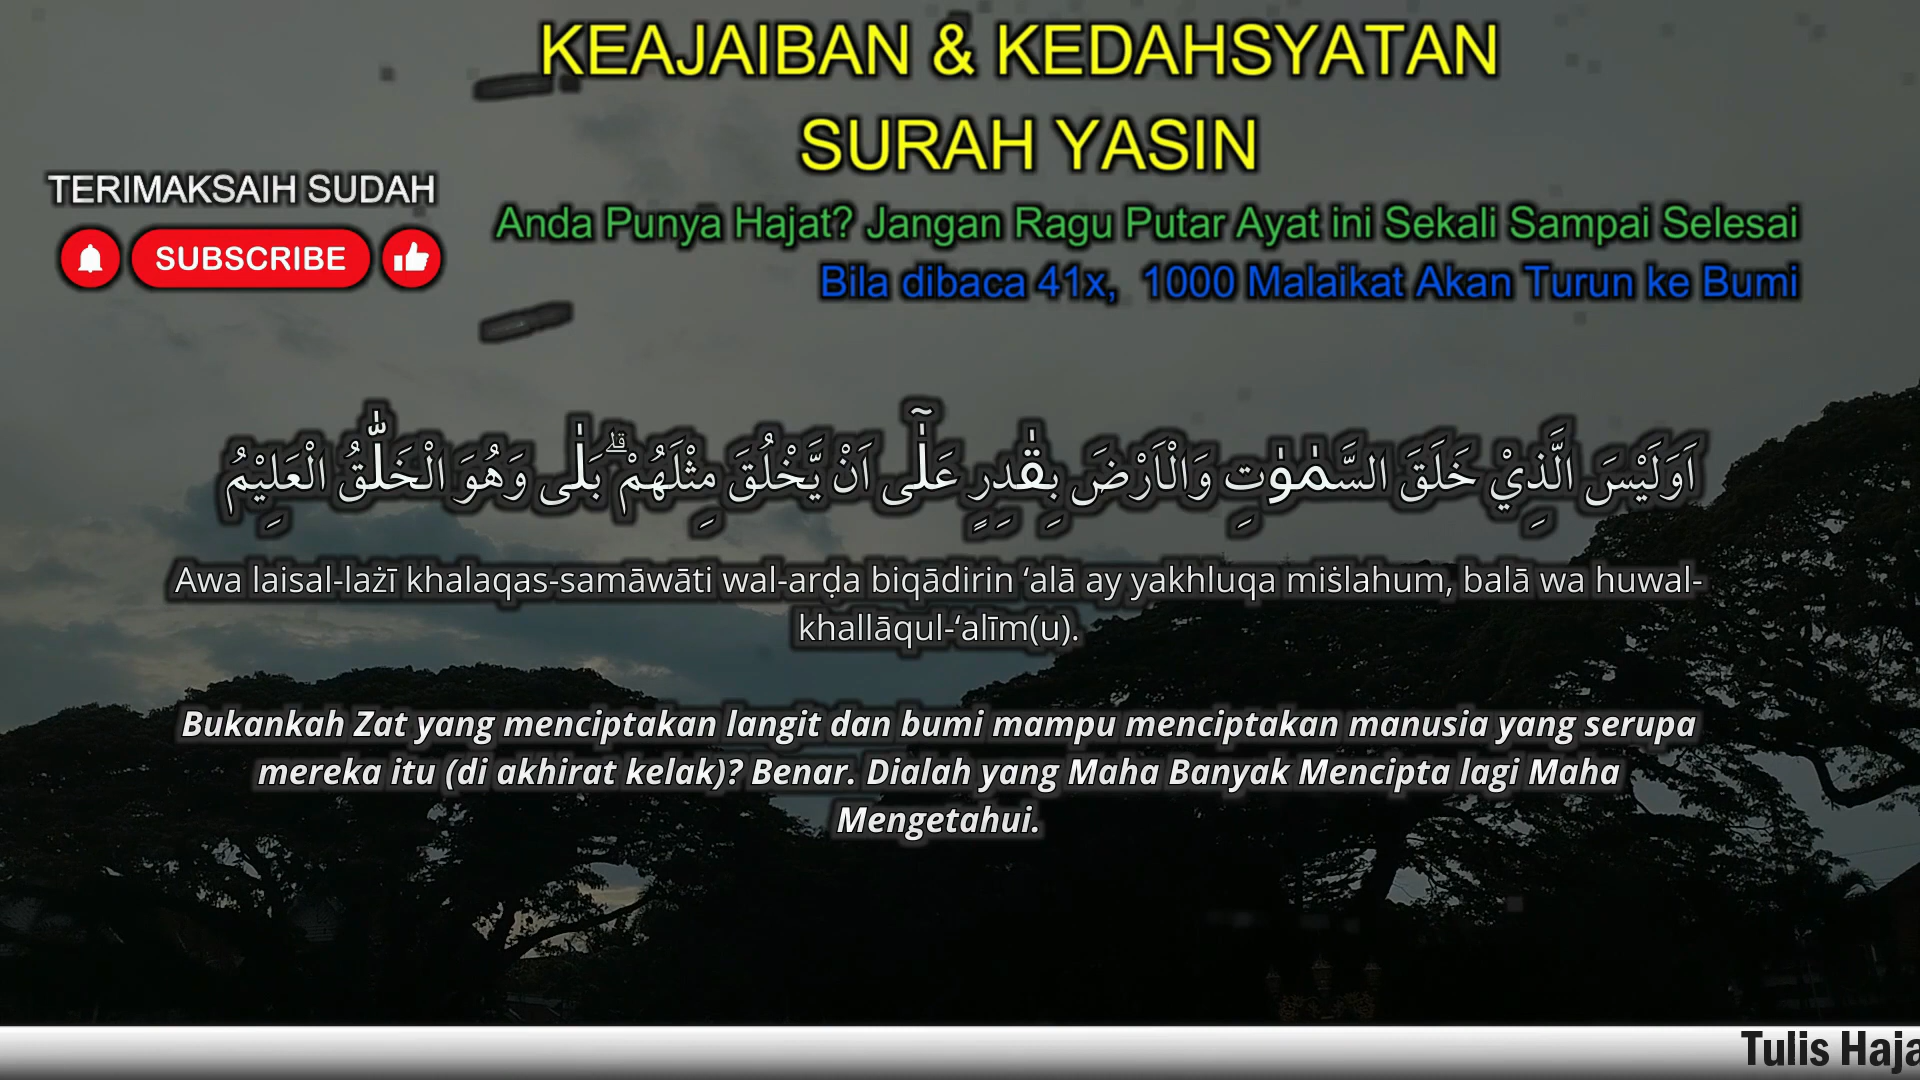 KEAJAIBAN & KEDAHSYATAN
SURAH YASIN
TERIMAKSAIH SUDAH
SUBSCRIBE
Anda Punya Hajat? Jangan Ragu Putar Ayat ini Sekali Sampai Selesai
Bila dibaca 41x, 1000 Malaikat Akan Turun ke Bumi
اَوَلَيْسَ الَّذِيْ خَلَقَ السَّمٰوٰتِ وَالْاَرْضَ بِقٰدِرٍ عَلٰٓى اَنْ يَّخْلُقَ مِثْلَهُمْ ۗبَلٰى وَهُوَ الْخَلّٰقُ الْعَلِيْمُ
Awa laisal-lażī khalaqas-samāwāti wal-arḍa biqādirin ‘alā ay yakhluqa miṡlahum, balā wa huwal-
khallāqul-‘alīm(u).
Bukankah Zat yang menciptakan langit dan bumi mampu menciptakan manusia yang serupa
mereka itu (di akhirat kelak)? Benar. Dialah yang Maha Banyak Mencipta lagi Maha
Mengetahui.
Tulis Haja